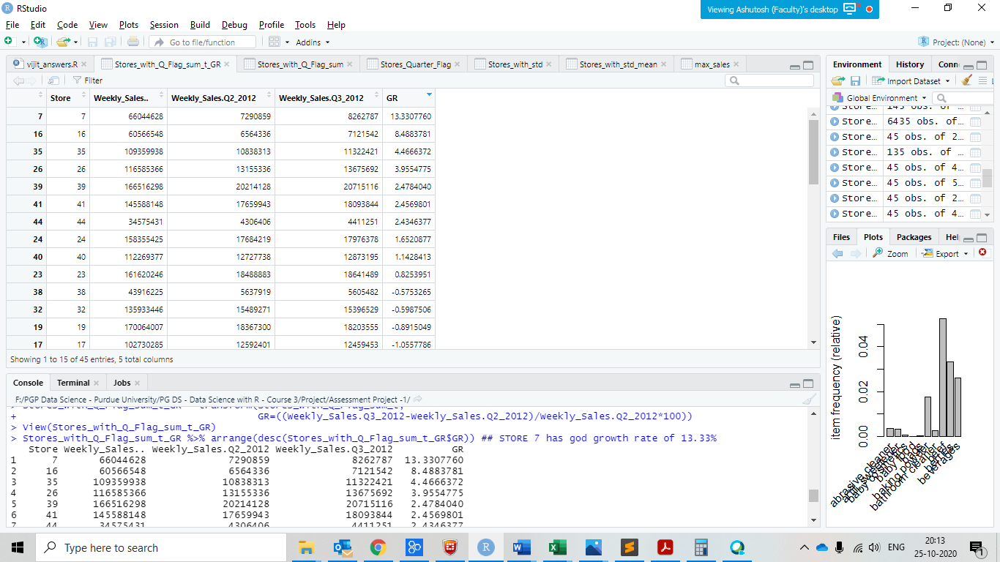 RStudio
Viewing Ashutosh (Faculty)'s desktop
File Edit Code View Plots Session Build Debug Profile Tools Help
Go to file/function Addins Project: (None)
vijit_answers.R Stores_with_Q_Flag_sum_t_GR Stores_with_Q_Flag_sum Stores_Quarter_Flag Stores_with_std Stores_with_std_mean max_sales
Filter
Store Weekly_Sales.. Weekly_Sales.Q2_2012 Weekly_Sales.Q3_2012 GR
7 7 66044628 7290859 8262787 13.3307760
16 16 60566548 6564336 7121542 8.4883781
35 35 109359938 10838313 11322421 4.4666372
26 26 116585366 13155336 13675692 3.9554775
39 39 166516298 20214128 20715116 2.4784040
41 41 145588148 17659943 18093844 2.4569801
44 44 34575431 4306406 4411251 2.4346377
24 24 158355425 17684219 17976378 1.6520877
40 40 112269377 12727738 12873195 1.1428413
23 23 161620246 18488883 18641489 0.8253951
38 38 43916225 5637919 5605482 -0.5753265
32 32 135933446 15489271 15396529 -0.5987506
19 19 170064007 18367300 18203555 -0.8915049
17 17 102730285 12592401 12459453 -1.0557786
Showing 1 to 15 of 45 entries, 5 total columns
Console Terminal Jobs
F:/PGP Data Science - Purdue University/PG DS - Data Science with R - Course 3/Project/Assessment Project -1/
+ GR=((Weekly_Sales.Q3_2012-Weekly_Sales.Q2_2012)/Weekly_Sales.Q2_2012*100))
> View(Stores_with_Q_Flag_sum_t_GR)
> Stores_with_Q_Flag_sum_t_GR %>% arrange(desc(Stores_with_Q_Flag_sum_t_GR$GR)) ## STORE 7 has god growth rate of 13.33%
Store Weekly_Sales.. Weekly_Sales.Q2_2012 Weekly_Sales.Q3_2012 GR
1 7 66044628 7290859 8262787 13.3307760
2 16 60566548 6564336 7121542 8.4883781
3 35 109359938 10838313 11322421 4.4666372
4 26 116585366 13155336 13675692 3.9554775
5 39 166516298 20214128 20715116 2.4784040
6 41 145588148 17659943 18093844 2.4569801
7 44 34575431 4306406 4411251 2.4346377
Environment History Conn
Import Dataset
Global Environment
Store… 145 obs. of …
Store… 6435 obs. of…
Store… 45 obs. of 2…
Store… 135 obs. of …
Store… 45 obs. of 4…
Store… 45 obs. of 5…
Store… 45 obs. of 2…
Store… 45 obs. of 4…
Files Plots Packages Hel
Zoom Export
item frequency (relative)
0.00 0.02 0.04
abrasive cleaner
baby cosmetics
baby food
bags
baking powder
bathroom cleaner
beef
berries
beverages
Type here to search
ENG
20:13
25-10-2020
1